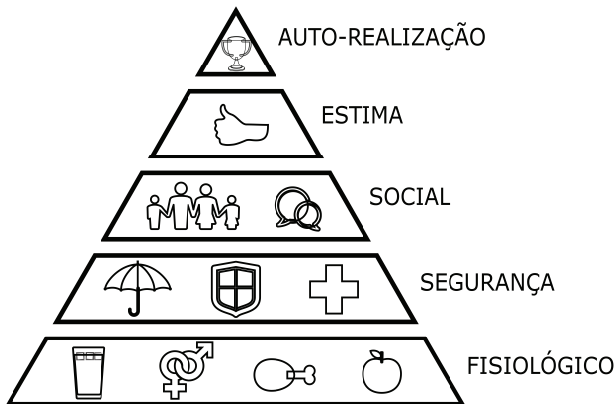 AUTO-REALIZAÇÃO
ESTIMA
SOCIAL
SEGURANÇA
FISIOLÓGICO